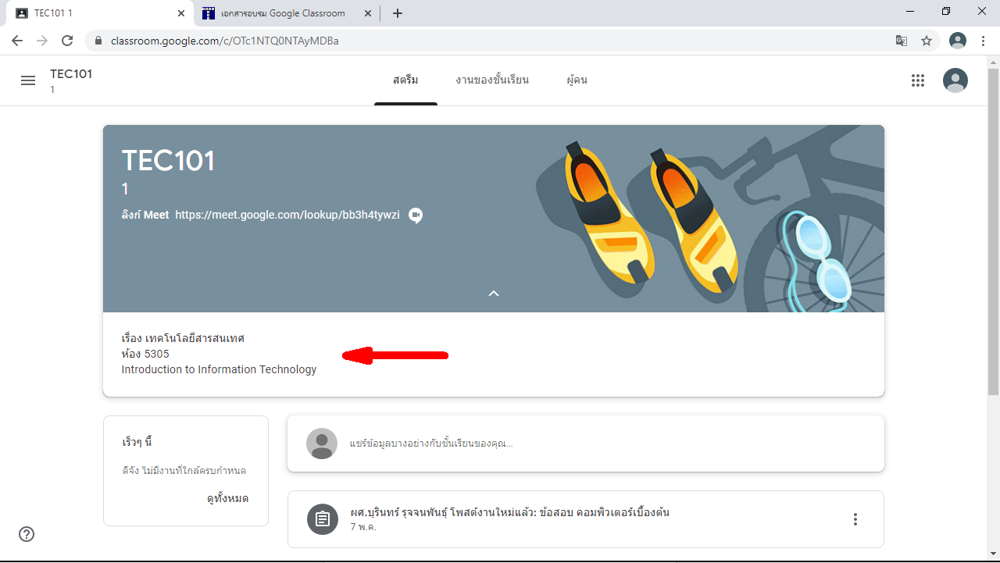 TEC101 1
เอกสารอบรม Google Classroom
classroom.google.com/c/OTc1NTQ0NTAyMDBa
TEC101
1
สตรีม
งานของชั้นเรียน
ผู้คน
TEC101
1
ลิงก์ Meet https://meet.google.com/lookup/bb3h4tywzi
เรื่อง เทคโนโลยีสารสนเทศ
ห้อง 5305
Introduction to Information Technology
เร็วๆ นี้
ดีจัง ไม่มีงานที่ใกล้ครบกำหนด
ดูทั้งหมด
แชร์ข้อมูลบางอย่างกับชั้นเรียนของคุณ...
ผศ.บุรินทร์ รุจจนพันธุ์ โพสต์งานใหม่แล้ว: ข้อสอบ คอมพิวเตอร์เบื้องต้น
7 พ.ค.